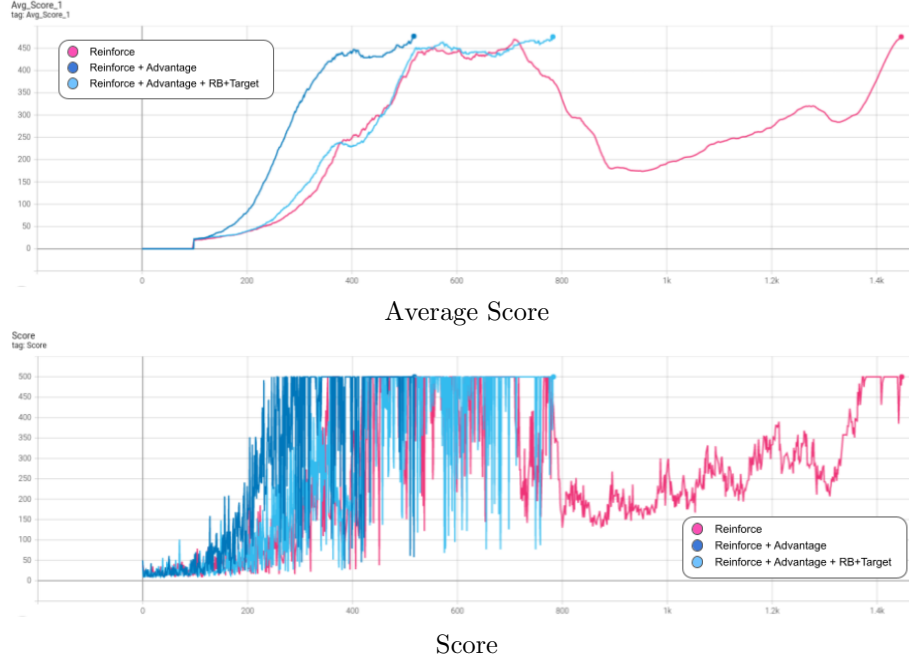 Avg_Score_1
tag: Avg_Score_1
450
400
350
300
250
200
150
100
50
0
Reinforce
Reinforce + Advantage
Reinforce + Advantage + RB+Target
0 200 400 600 800 1k 1.2k 1.4k
Average Score
Score
tag: Score
500
450
400
350
300
250
200
150
100
50
0
Reinforce
Reinforce + Advantage
Reinforce + Advantage + RB+Target
0 200 400 600 800 1k 1.2k 1.4k
Score